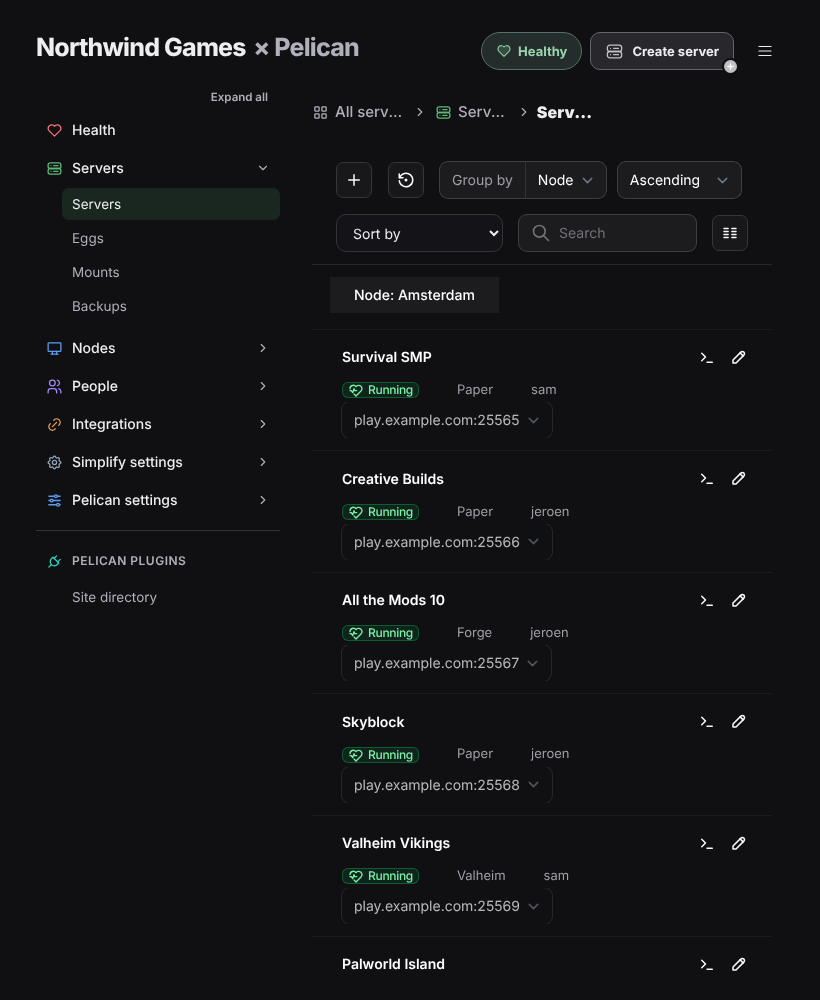 Northwind Games × Pelican
Healthy
Create server
Expand all
Health
Servers
Servers
Eggs
Mounts
Backups
Nodes
People
Integrations
Simplify settings
Pelican settings
PELICAN PLUGINS
Site directory
All serv... > Serv... > Serv...
Group by Node Ascending
Sort by Search
Node: Amsterdam
Survival SMP
Running Paper sam
play.example.com:25565
Creative Builds
Running Paper jeroen
play.example.com:25566
All the Mods 10
Running Forge jeroen
play.example.com:25567
Skyblock
Running Paper jeroen
play.example.com:25568
Valheim Vikings
Running Valheim sam
play.example.com:25569
Palworld Island